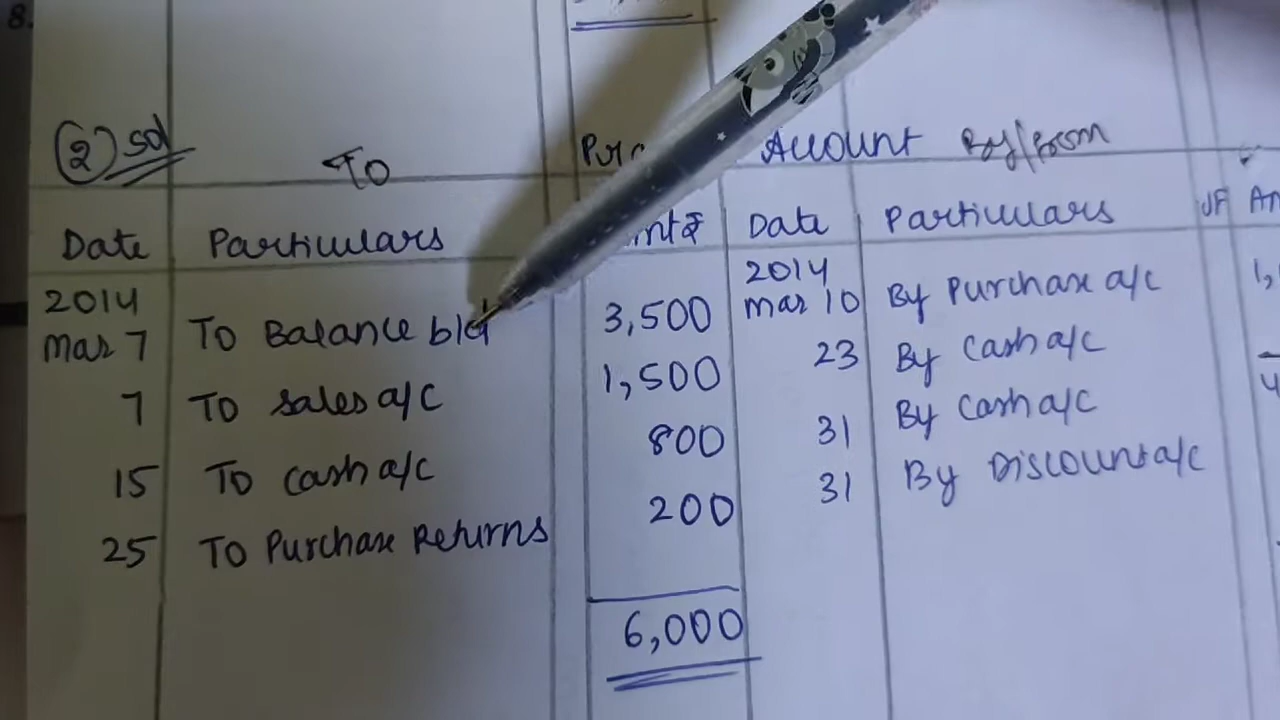 8.
(2) sol
To Account
Date Particulars Date Particulars JF
2014 2014
Mar 7 To Balance b/d 3,500 Mar 10 By Purchase a/c
7 To sales a/c 1,500 23 By Cash a/c
15 To cash a/c 800 31 By Cash a/c
25 To Purchase Returns 200 31 By Discount a/c
6,000